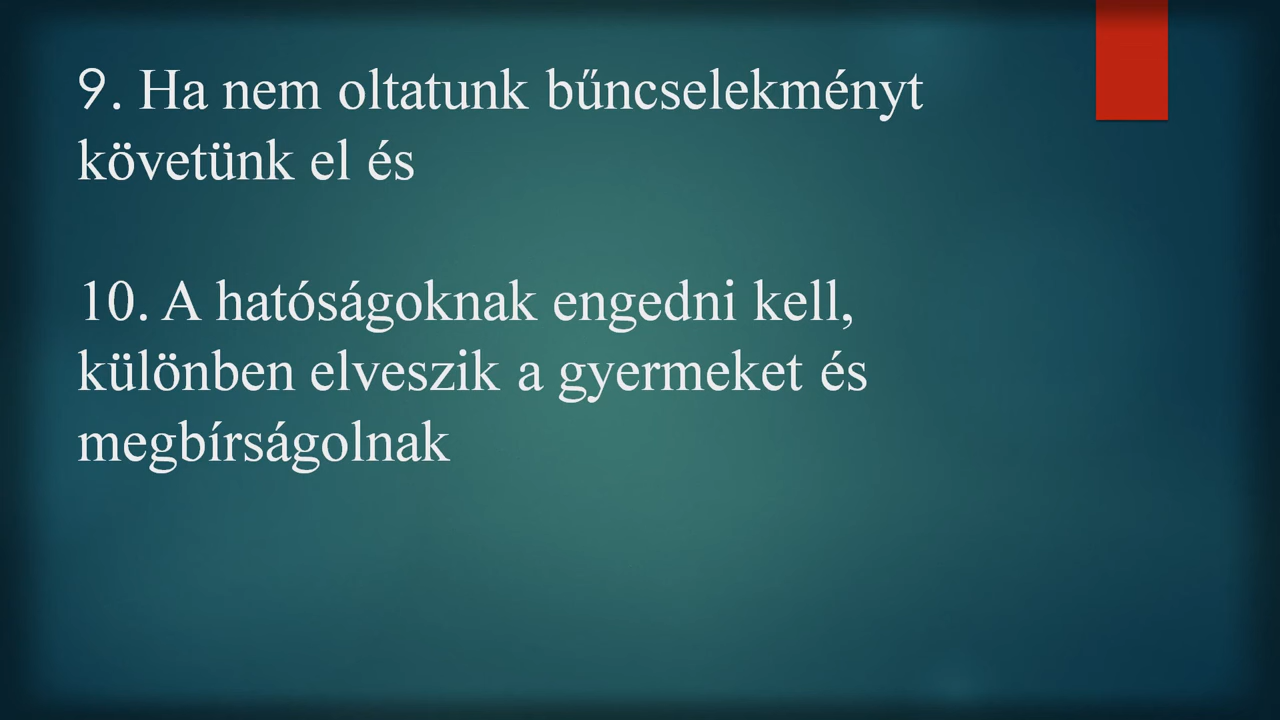 9. Ha nem oltatunk bűncselekményt
követünk el és
10. A hatóságoknak engedni kell,
különben elveszik a gyermeket és
megbírságolnak